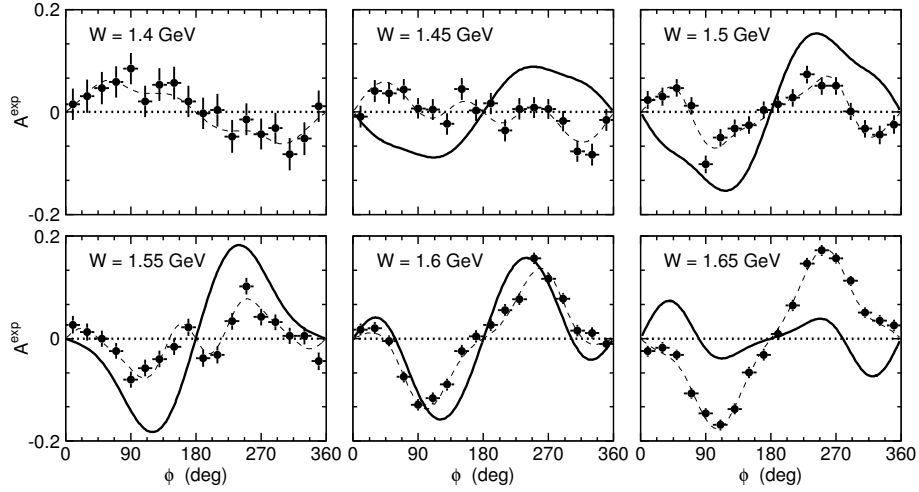 0.2
W = 1.4 GeV
W = 1.45 GeV
W = 1.5 GeV
A^exp
0
-0.2
0.2
W = 1.55 GeV
W = 1.6 GeV
W = 1.65 GeV
A^exp
0
-0.2
0 90 180 270 360
0 90 180 270 360
0 90 180 270 360
ϕ (deg)
ϕ (deg)
ϕ (deg)